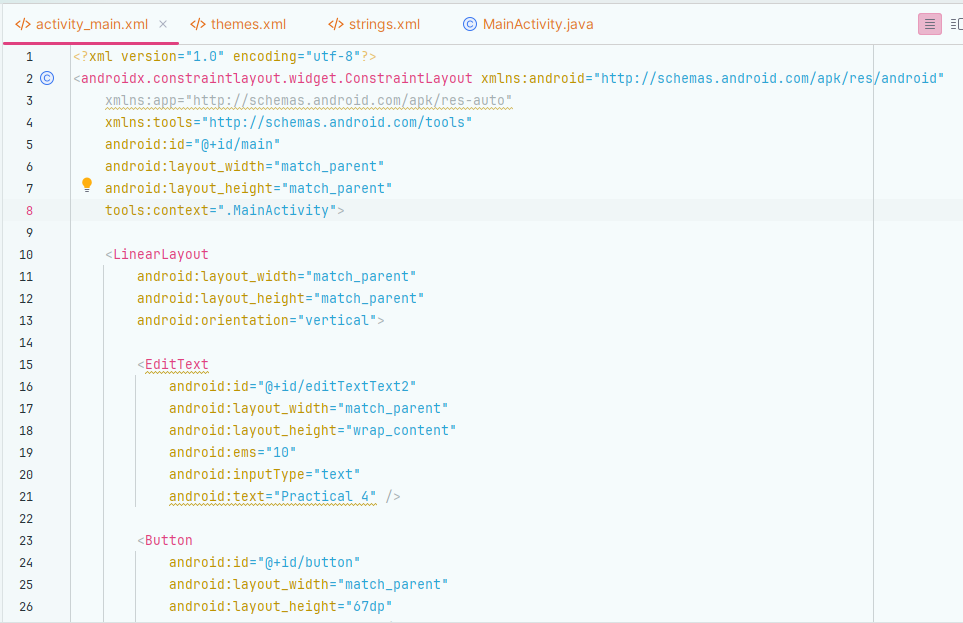 activity_main.xml × themes.xml strings.xml MainActivity.java
1 <?xml version="1.0" encoding="utf-8"?>
2 <androidx.constraintlayout.widget.ConstraintLayout xmlns:android="http://schemas.android.com/apk/res/android"
3 xmlns:app="http://schemas.android.com/apk/res-auto"
4 xmlns:tools="http://schemas.android.com/tools"
5 android:id="@+id/main"
6 android:layout_width="match_parent"
7 android:layout_height="match_parent"
8 tools:context=".MainActivity">
9
10 <LinearLayout
11 android:layout_width="match_parent"
12 android:layout_height="match_parent"
13 android:orientation="vertical">
14
15 <EditText
16 android:id="@+id/editTextText2"
17 android:layout_width="match_parent"
18 android:layout_height="wrap_content"
19 android:ems="10"
20 android:inputType="text"
21 android:text="Practical 4" />
22
23 <Button
24 android:id="@+id/button"
25 android:layout_width="match_parent"
26 android:layout_height="67dp"